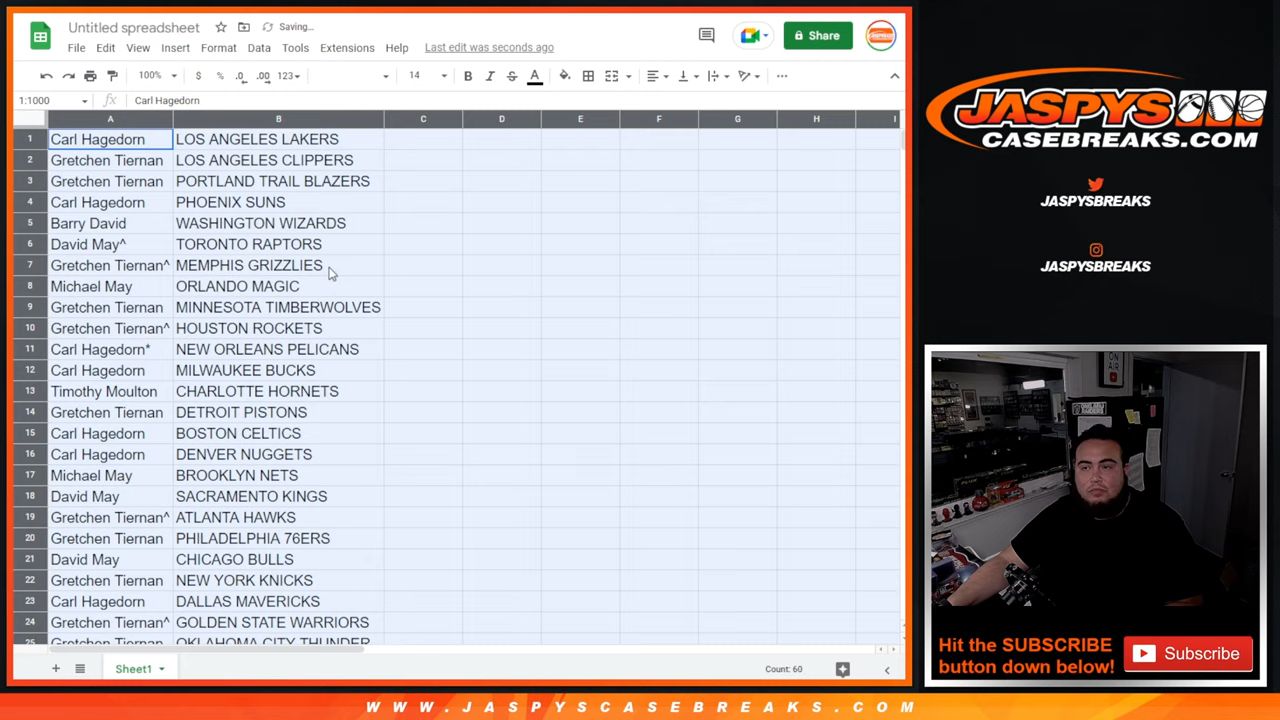 Untitled spreadsheet
Saving...
File Edit View Insert Format Data Tools Extensions Help Last edit was seconds ago
Share
100% $ % .0 .00 123 14 B I S A
1:1000 fx Carl Hagedorn
A B C D E F G H I
1 Carl Hagedorn LOS ANGELES LAKERS
2 Gretchen Tiernan LOS ANGELES CLIPPERS
3 Gretchen Tiernan PORTLAND TRAIL BLAZERS
4 Carl Hagedorn PHOENIX SUNS
5 Barry David WASHINGTON WIZARDS
6 David May^ TORONTO RAPTORS
7 Gretchen Tiernan^ MEMPHIS GRIZZLIES
8 Michael May ORLANDO MAGIC
9 Gretchen Tiernan MINNESOTA TIMBERWOLVES
10 Gretchen Tiernan^ HOUSTON ROCKETS
11 Carl Hagedorn* NEW ORLEANS PELICANS
12 Carl Hagedorn MILWAUKEE BUCKS
13 Timothy Moulton CHARLOTTE HORNETS
14 Gretchen Tiernan DETROIT PISTONS
15 Carl Hagedorn BOSTON CELTICS
16 Carl Hagedorn DENVER NUGGETS
17 Michael May BROOKLYN NETS
18 David May SACRAMENTO KINGS
19 Gretchen Tiernan^ ATLANTA HAWKS
20 Gretchen Tiernan PHILADELPHIA 76ERS
21 David May CHICAGO BULLS
22 Gretchen Tiernan NEW YORK KNICKS
23 Carl Hagedorn DALLAS MAVERICKS
24 Gretchen Tiernan^ GOLDEN STATE WARRIORS
25 Gretchen Tiernan OKLAHOMA CITY THUNDER
Sheet1
Count: 60
JASPYS
CASEBREAKS.COM
JASPYSBREAKS
JASPYSBREAKS
ON AIR
Hit the SUBSCRIBE
button down below!
Subscribe
WWW.JASPYSCASEBREAKS.COM